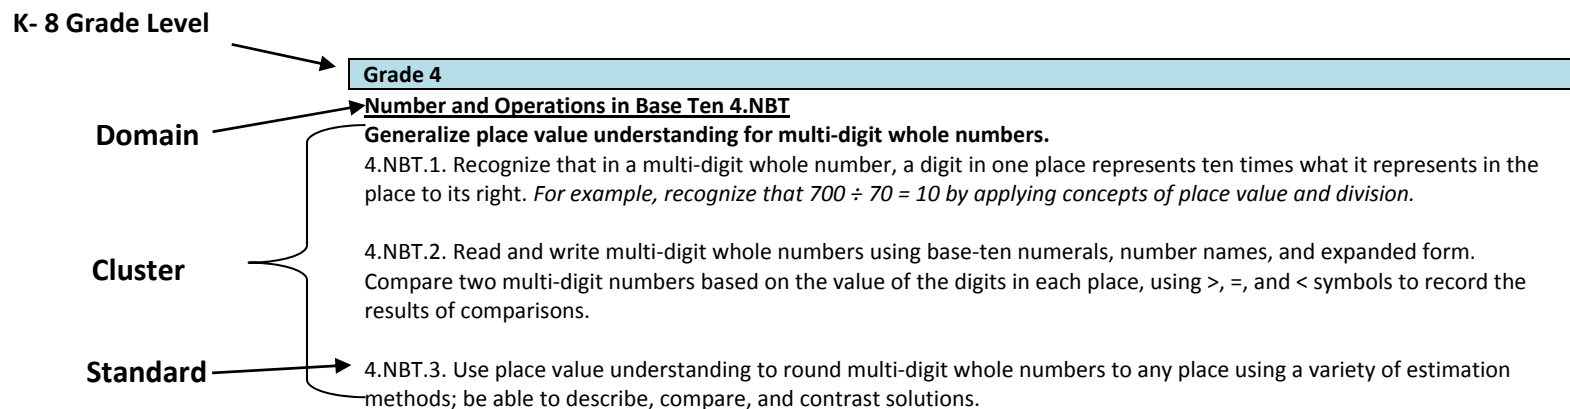 K- 8 Grade Level
Grade 4
Number and Operations in Base Ten 4.NBT
Domain
Generalize place value understanding for multi-digit whole numbers.
4.NBT.1. Recognize that in a multi-digit whole number, a digit in one place represents ten times what it represents in the
place to its right. For example, recognize that 700 ÷ 70 = 10 by applying concepts of place value and division.
4.NBT.2. Read and write multi-digit whole numbers using base-ten numerals, number names, and expanded form.
Cluster
Compare two multi-digit numbers based on the value of the digits in each place, using >, =, and < symbols to record the
results of comparisons.
Standard
4.NBT.3. Use place value understanding to round multi-digit whole numbers to any place using a variety of estimation
methods; be able to describe, compare, and contrast solutions.